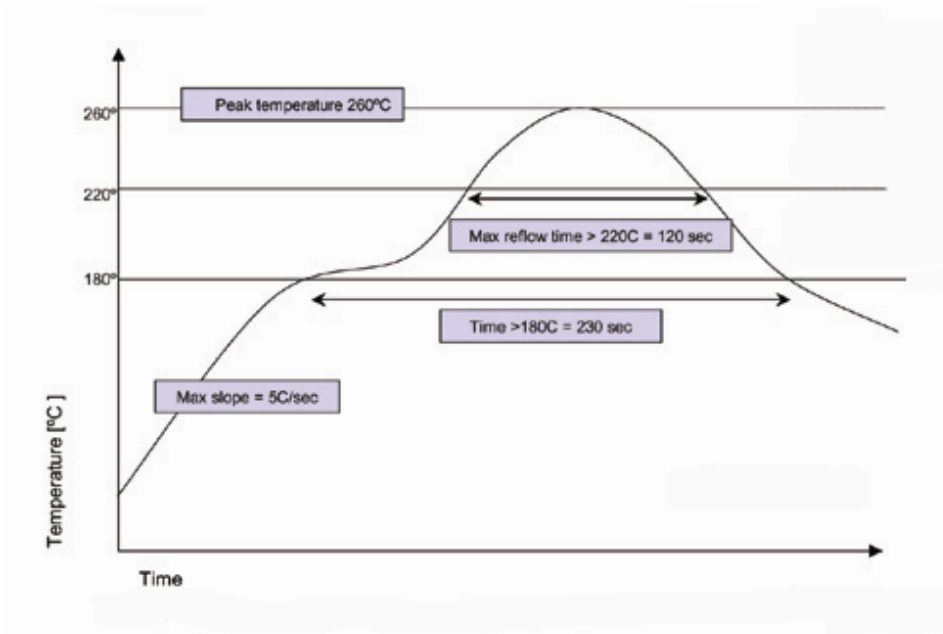 Peak temperature 260ºC
260º
220º
Max reflow time > 220C = 120 sec
180º
Time >180C = 230 sec
Max slope = 5C/sec
Temperature [ºC ]
Time